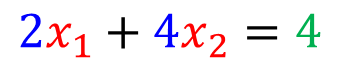 2x₁ + 4x₂ = 4